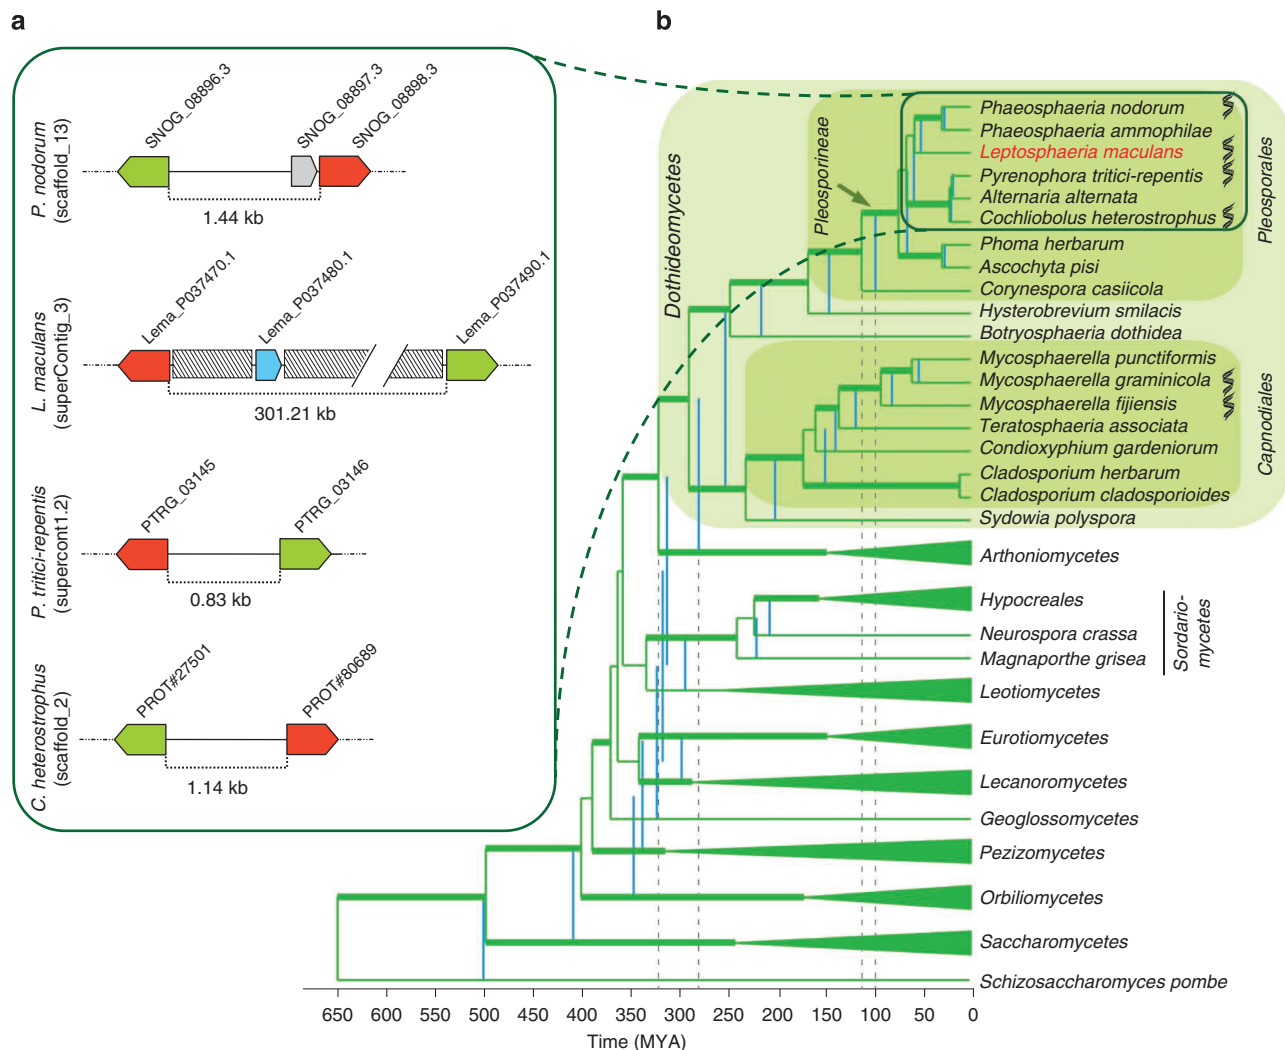 a
SNOG_08896.3
SNOG_08897.3
SNOG_08898.3
P. nodorum
(scaffold_13)
1.44 kb
Lema_P037470.1
Lema_P037480.1
Lema_P037490.1
L. maculans
(superContig_3)
301.21 kb
PTRG_03145
PTRG_03146
P. tritici-repentis
(supercont1.2)
0.83 kb
PROT#27501
PROT#80689
C. heterostrophus
(scaffold_2)
1.14 kb
b
Dothideomycetes
Pleosporineae
Pleosporales
Capnodiales
Phaeosphaeria nodorum
Phaeosphaeria ammophilae
Leptosphaeria maculans
Pyrenophora tritici-repentis
Alternaria alternata
Cochliobolus heterostrophus
Phoma herbarum
Ascochyta pisi
Corynespora casiicola
Hysterobrevium smilacis
Botryosphaeria dothidea
Mycosphaerella punctiformis
Mycosphaerella graminicola
Mycosphaerella fijiensis
Teratosphaeria associata
Condioxyphium gardeniorum
Cladosporium herbarum
Cladosporium cladosporioides
Sydowia polyspora
Arthoniomycetes
Hypocreales
Neurospora crassa
Magnaporthe grisea
Sordario-
mycetes
Leotiomycetes
Eurotiomycetes
Lecanoromycetes
Geoglossomycetes
Pezizomycetes
Orbiliomycetes
Saccharomycetes
Schizosaccharomyces pombe
650 600 550 500 450 400 350 300 250 200 150 100 50 0
Time (MYA)